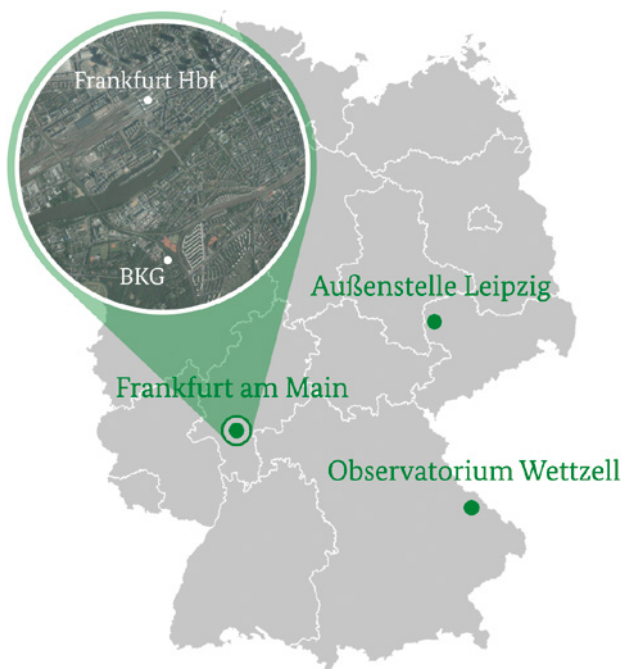 Frankfurt Hbf
BKG
Außenstelle Leipzig
Frankfurt am Main
Observatorium Wettzell